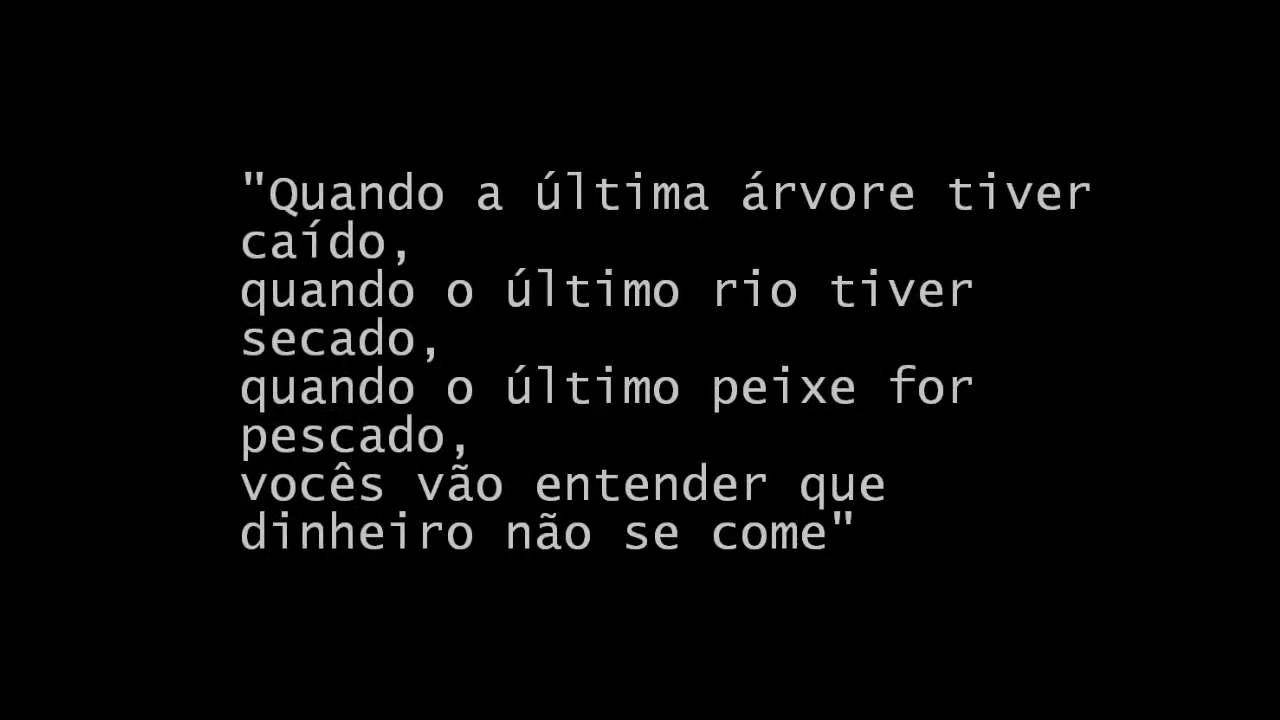 "Quando a última árvore tiver
caído,
quando o último rio tiver
secado,
quando o último peixe for
pescado,
vocês vão entender que
dinheiro não se come"